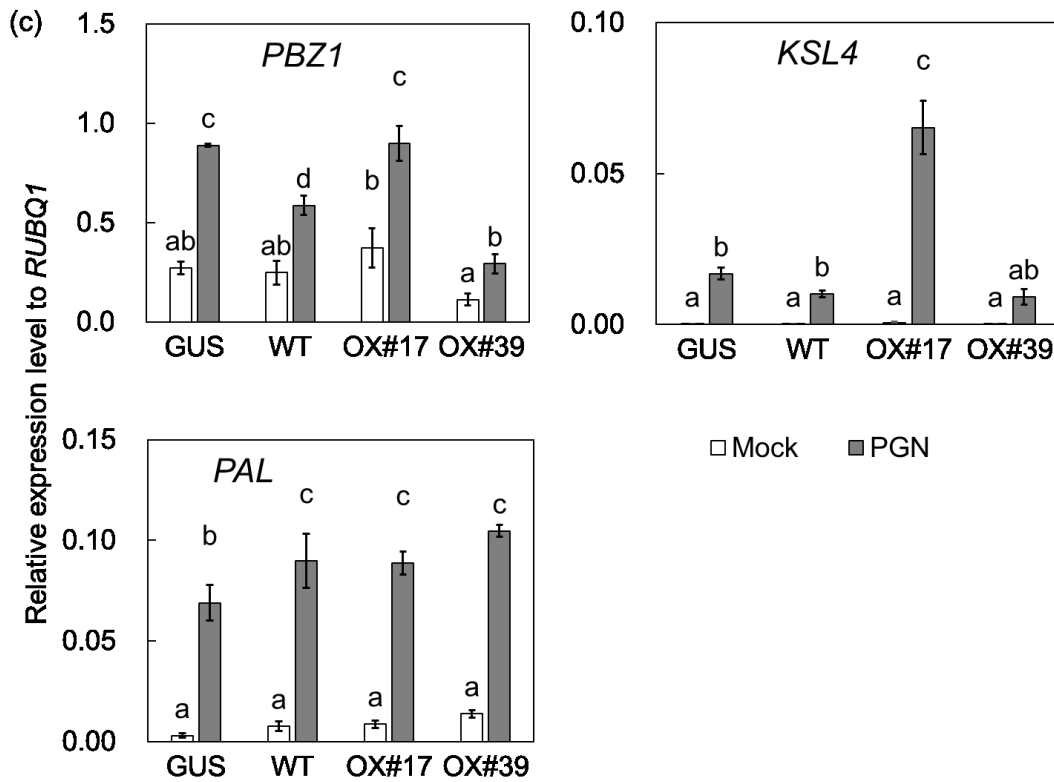 (c)
Relative expression level to RUBQ1
PBZ1
1.5
1.0
0.5
0.0
ab
c
ab
d
b
c
a
b
GUS WT OX#17 OX#39
KSL4
0.10
0.05
0.00
a
b
a
b
a
c
a
ab
GUS WT OX#17 OX#39
PAL
0.15
0.10
0.05
0.00
a
b
a
c
a
c
a
c
GUS WT OX#17 OX#39
Mock PGN